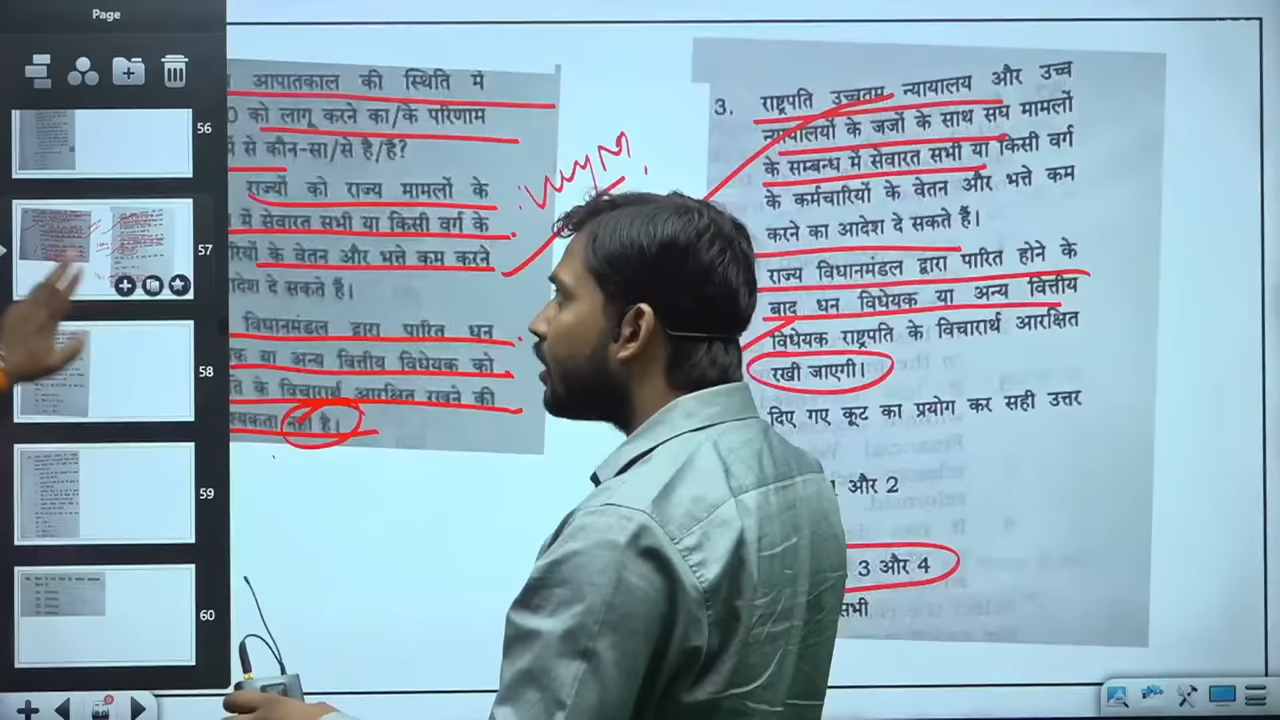 Page
56
57
58
59
60
आपातकाल की स्थिति में
को लागू करने का/के परिणाम
से कौन-सा/से है/हैं?
राज्यों को राज्य मामलों के
में सेवारत सभी या किसी वर्ग के
के वेतन और भत्ते कम करने
दे सकते हैं।
विधानमंडल द्वारा पारित धन
या अन्य वित्तीय विधेयक को
के विचारार्थ आरक्षित रखने की
नहीं है।
3. राष्ट्रपति उच्चतम न्यायालय और उच्च
न्यायालयों के जजों के साथ संघ मामलों
के सम्बन्ध में सेवारत सभी या किसी वर्ग
के कर्मचारियों के वेतन और भत्ते कम
करने का आदेश दे सकते हैं।
राज्य विधानमंडल द्वारा पारित होने के
बाद धन विधेयक या अन्य वित्तीय
विधेयक राष्ट्रपति के विचारार्थ आरक्षित
रखी जाएगी।
दिए गए कूट का प्रयोग कर सही उत्तर
और 2
3 और 4
सभी